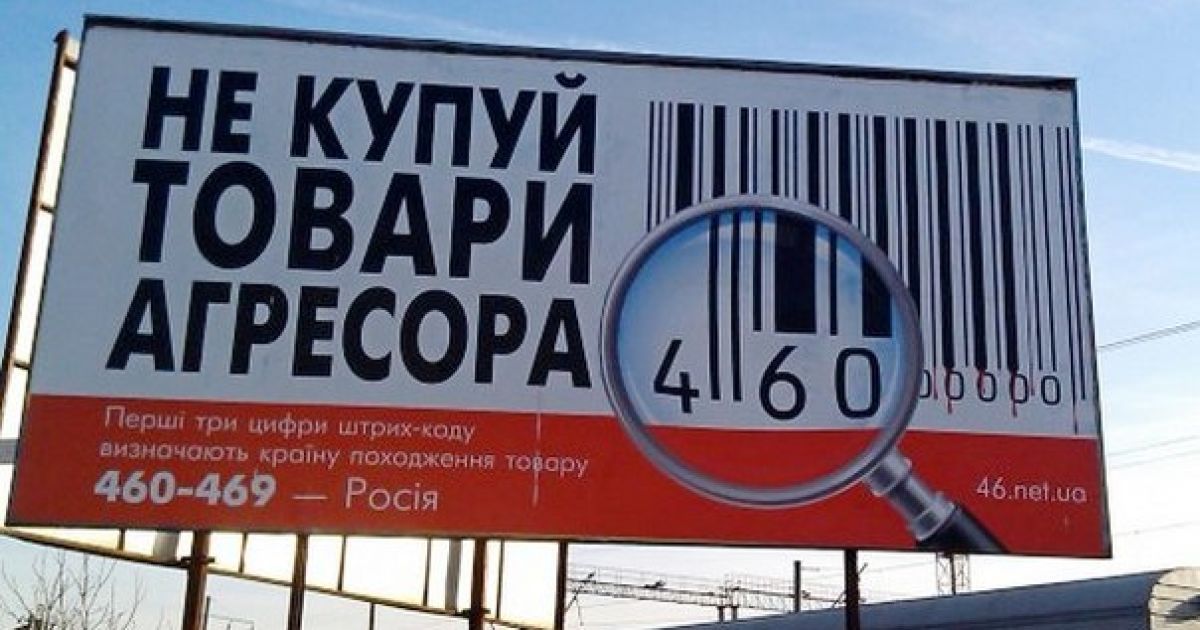 НЕ КУПУЙ
ТОВАРИ
АГРЕСОРА
460
00000
Перші три цифри штрих-коду
визначають країну походження товару
460-469 — Росія
46.net.ua